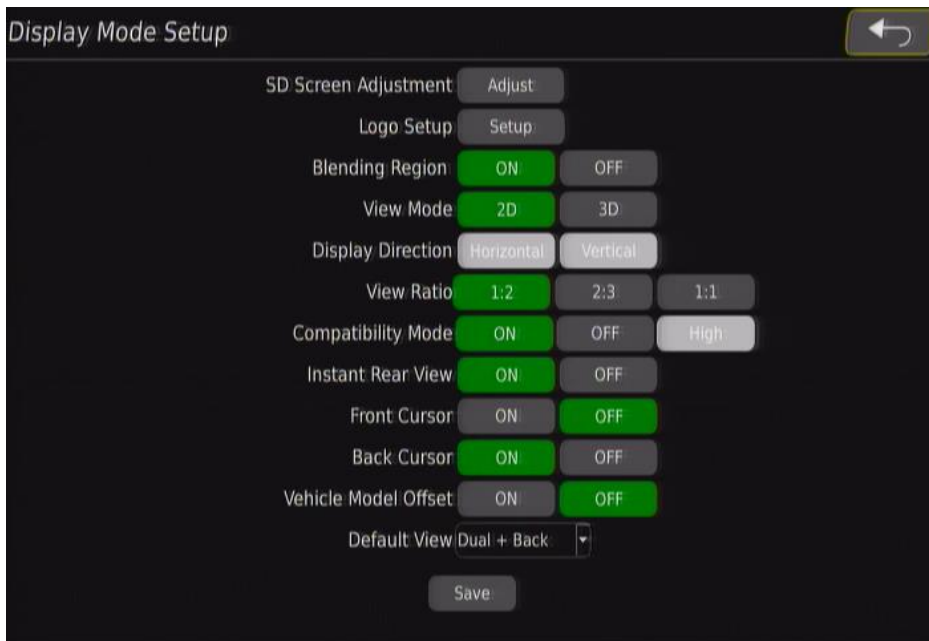 Display Mode Setup
SD Screen Adjustment Adjust
Logo Setup Setup
Blending Region ON OFF
View Mode 2D 3D
Display Direction Horizontal Vertical
View Ratio 1:2 2:3 1:1
Compatibility Mode ON OFF High
Instant Rear View ON OFF
Front Cursor ON OFF
Back Cursor ON OFF
Vehicle Model Offset ON OFF
Default View Dual + Back
Save